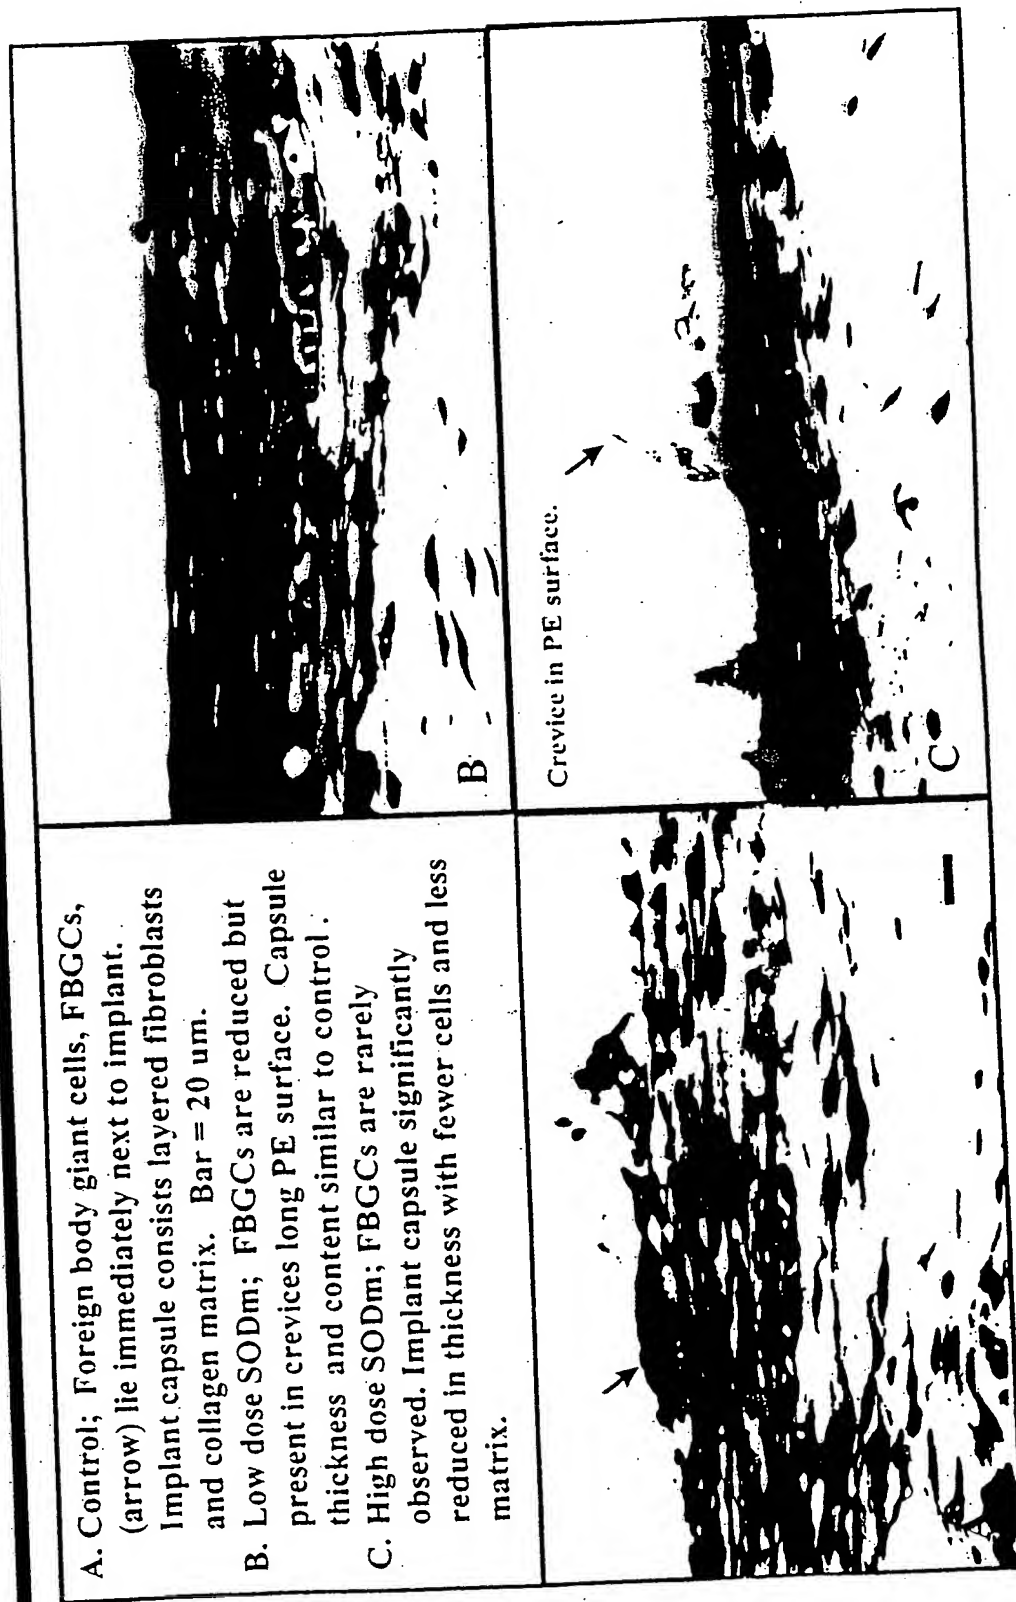 A. Control; Foreign body giant cells, FBGCs,
(arrow) lie immediately next to implant.
Implant capsule consists layered fibroblasts
and collagen matrix. Bar = 20 um.
B. Low dose SODm; FBGCs are reduced but
present in crevices long PE surface. Capsule
thickness and content similar to control.
C. High dose SODm; FBGCs are rarely
observed. Implant capsule significantly
reduced in thickness with fewer cells and less
matrix.
B
A
Crevice in PE surface.
C